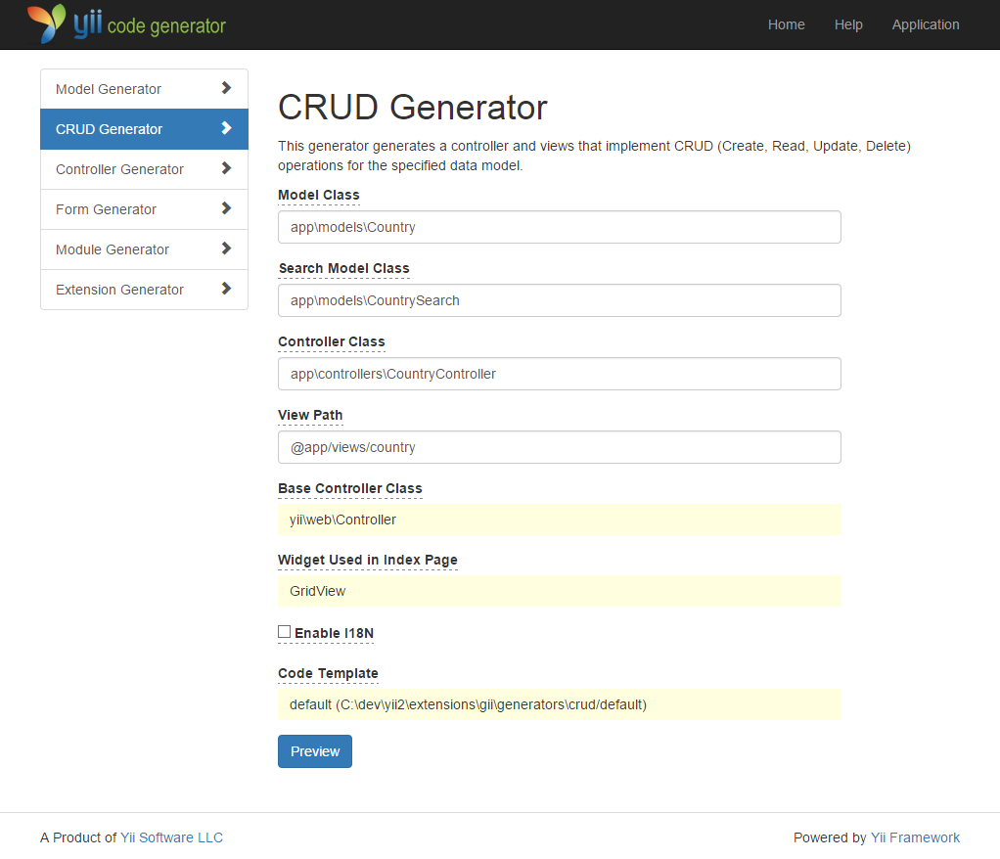 yii code generator
Home Help Application
Model Generator
CRUD Generator
Controller Generator
Form Generator
Module Generator
Extension Generator
CRUD Generator
This generator generates a controller and views that implement CRUD (Create, Read, Update, Delete)
operations for the specified data model.
Model Class
app\models\Country
Search Model Class
app\models\CountrySearch
Controller Class
app\controllers\CountryController
View Path
@app/views/country
Base Controller Class
yii\web\Controller
Widget Used in Index Page
GridView
Enable I18N
Code Template
default (C:\dev\yii2\extensions\gii\generators\crud/default)
Preview
A Product of Yii Software LLC
Powered by Yii Framework